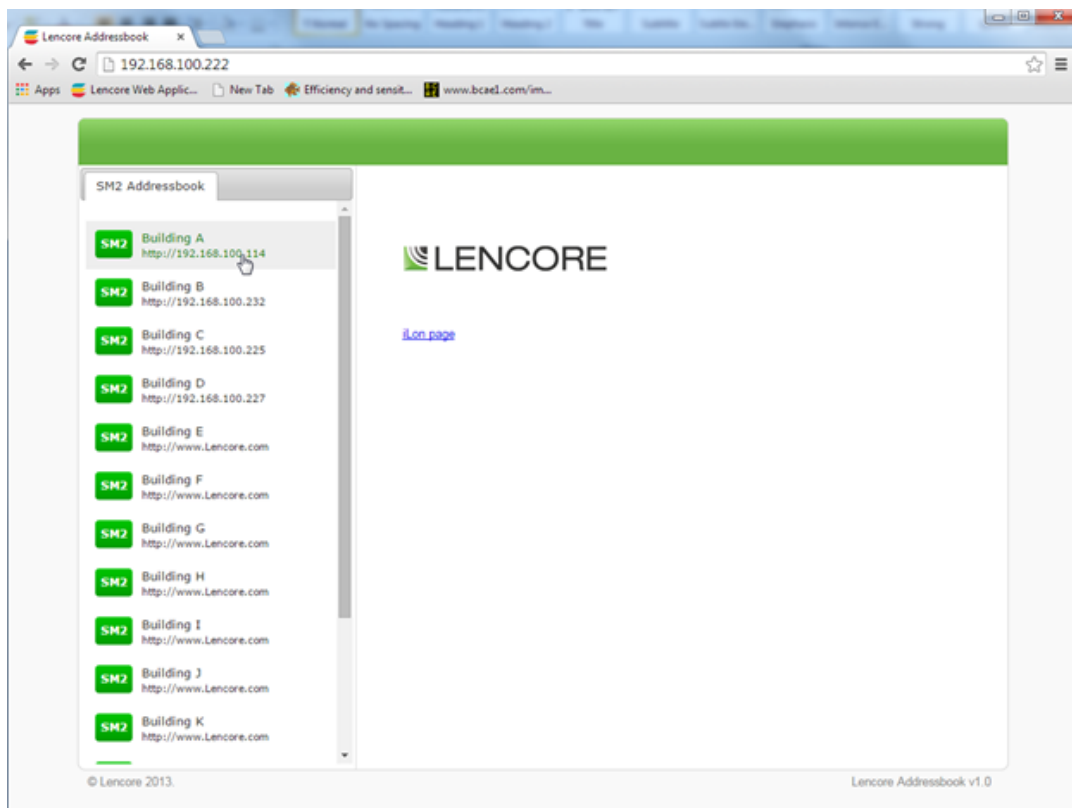 Lencore Addressbook
192.168.100.222
Apps Lencore Web Applic... New Tab Efficiency and sensit... www.bcae1.com/im...
SM2 Addressbook
SM2 Building A
http://192.168.100.114
SM2 Building B
http://192.168.100.232
SM2 Building C
http://192.168.100.225
SM2 Building D
http://192.168.100.227
SM2 Building E
http://www.Lencore.com
SM2 Building F
http://www.Lencore.com
SM2 Building G
http://www.Lencore.com
SM2 Building H
http://www.Lencore.com
SM2 Building I
http://www.Lencore.com
SM2 Building J
http://www.Lencore.com
SM2 Building K
http://www.Lencore.com
LENCORE
iLon page
© Lencore 2013.
Lencore Addressbook v1.0